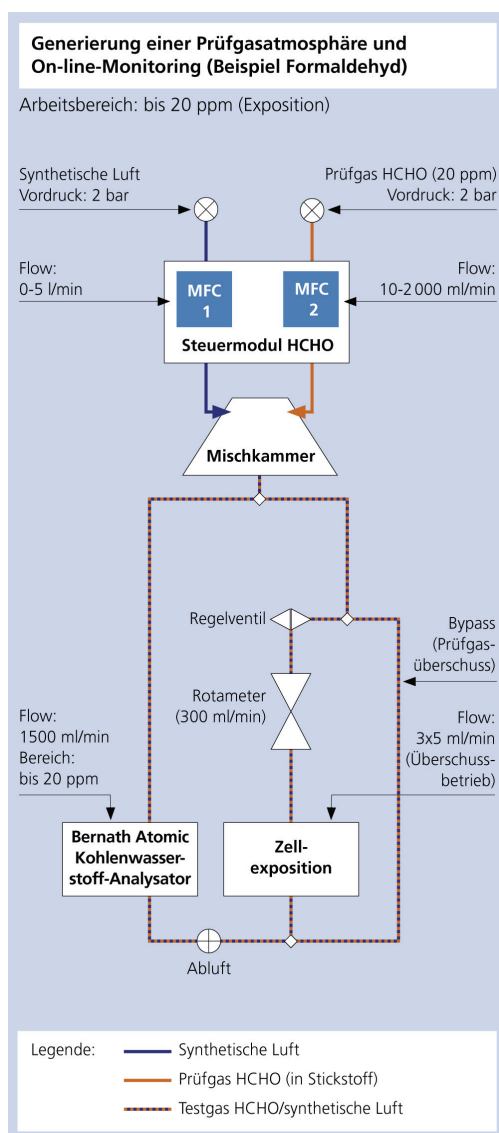 Generierung einer Prüfgasatmosphäre und
On-line-Monitoring (Beispiel Formaldehyd)
Arbeitsbereich: bis 20 ppm (Exposition)
Synthetische Luft
Vordruck: 2 bar
Prüfgas HCHO (20 ppm)
Vordruck: 2 bar
Flow:
0-5 l/min
MFC
1
MFC
2
Flow:
10-2 000 ml/min
Steuermodul HCHO
Mischkammer
Regelventil
Bypass
(Prüfgas-
überschuss)
Rotameter
(300 ml/min)
Flow:
1500 ml/min
Bereich:
bis 20 ppm
Flow:
3x5 ml/min
(Überschuss-
betrieb)
Bernath Atomic
Kohlenwasser-
stoff-Analysator
Zell-
exposition
Abluft
Legende:
Synthetische Luft
Prüfgas HCHO (in Stickstoff)
Testgas HCHO/synthetische Luft